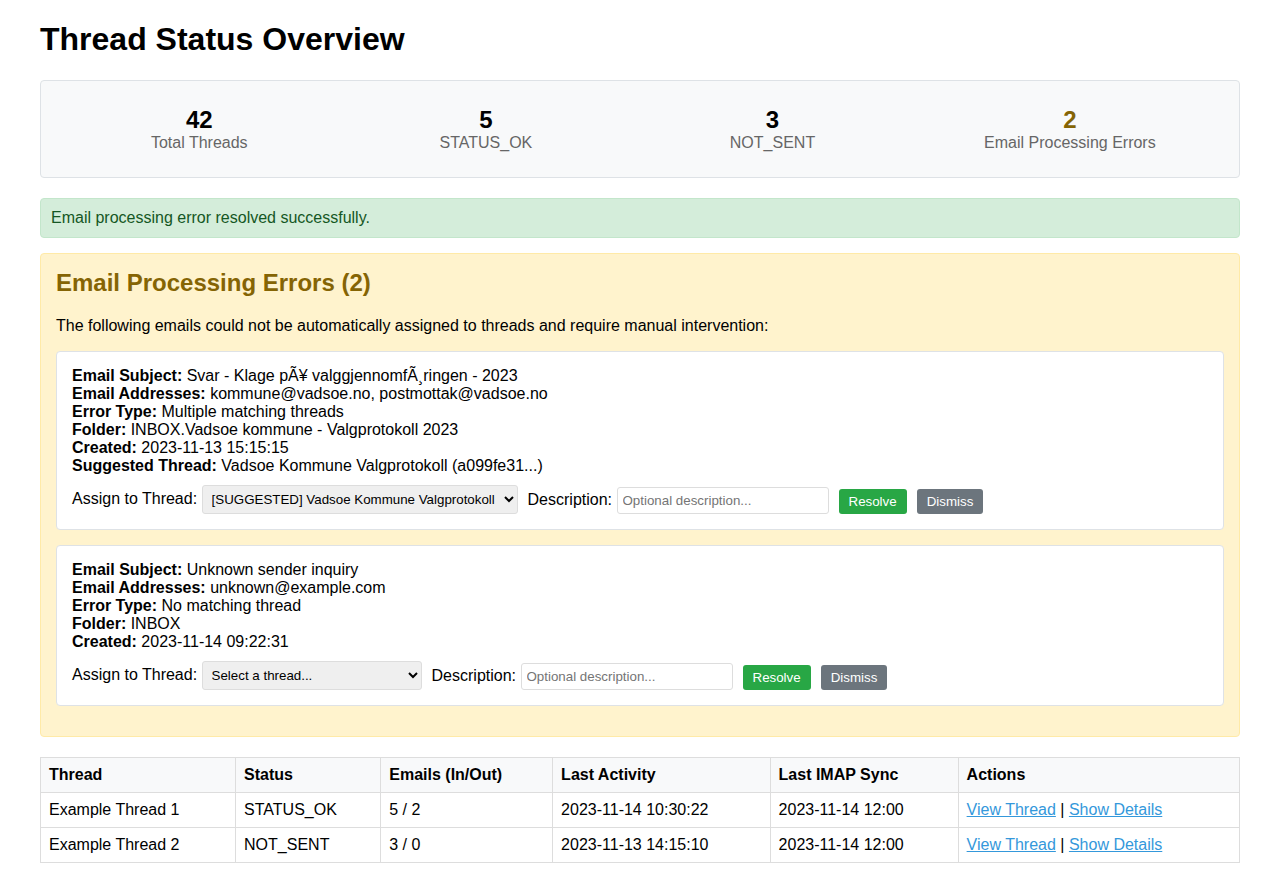 Thread Status Overview
42 5 3 2
Total Threads STATUS_OK NOT_SENT Email Processing Errors
Email processing error resolved successfully.
Email Processing Errors (2)
The following emails could not be automatically assigned to threads and require manual intervention:
Email Subject: Svar - Klage pÃ¥ valggjennomfÃ¸ringen - 2023
Email Addresses: kommune@vadsoe.no, postmottak@vadsoe.no
Error Type: Multiple matching threads
Folder: INBOX.Vadsoe kommune - Valgprotokoll 2023
Created: 2023-11-13 15:15:15
Suggested Thread: Vadsoe Kommune Valgprotokoll (a099fe31...)
Assign to Thread: [SUGGESTED] Vadsoe Kommune Valgprotokoll Description: Optional description... Resolve Dismiss
Email Subject: Unknown sender inquiry
Email Addresses: unknown@example.com
Error Type: No matching thread
Folder: INBOX
Created: 2023-11-14 09:22:31
Assign to Thread: Select a thread... Description: Optional description... Resolve Dismiss
Thread Status Emails (In/Out) Last Activity Last IMAP Sync Actions
Example Thread 1 STATUS_OK 5 / 2 2023-11-14 10:30:22 2023-11-14 12:00 View Thread | Show Details
Example Thread 2 NOT_SENT 3 / 0 2023-11-13 14:15:10 2023-11-14 12:00 View Thread | Show Details